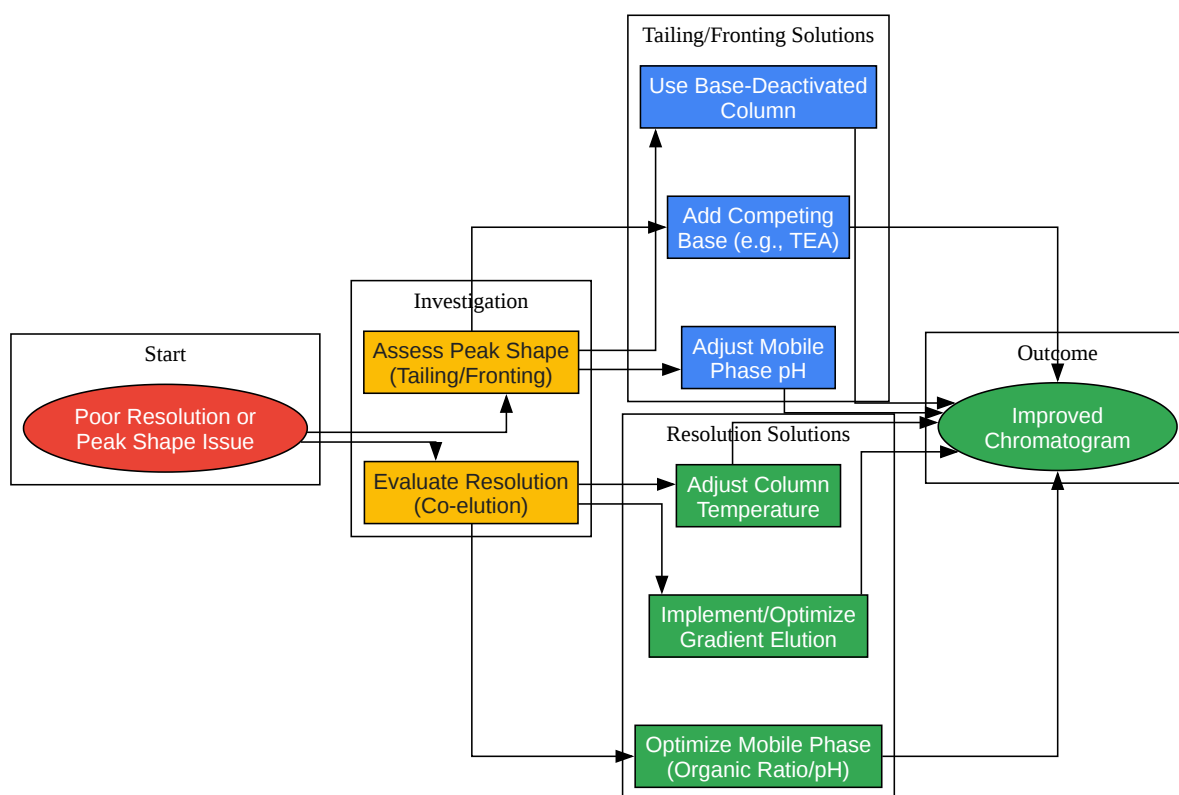 Start
Poor Resolution or
Peak Shape Issue
Investigation
Assess Peak Shape
(Tailing/Fronting)
Evaluate Resolution
(Co-elution)
Tailing/Fronting Solutions
Use Base-Deactivated
Column
Add Competing
Base (e.g., TEA)
Adjust Mobile
Phase pH
Resolution Solutions
Adjust Column
Temperature
Implement/Optimize
Gradient Elution
Optimize Mobile Phase
(Organic Ratio/pH)
Outcome
Improved
Chromatogram